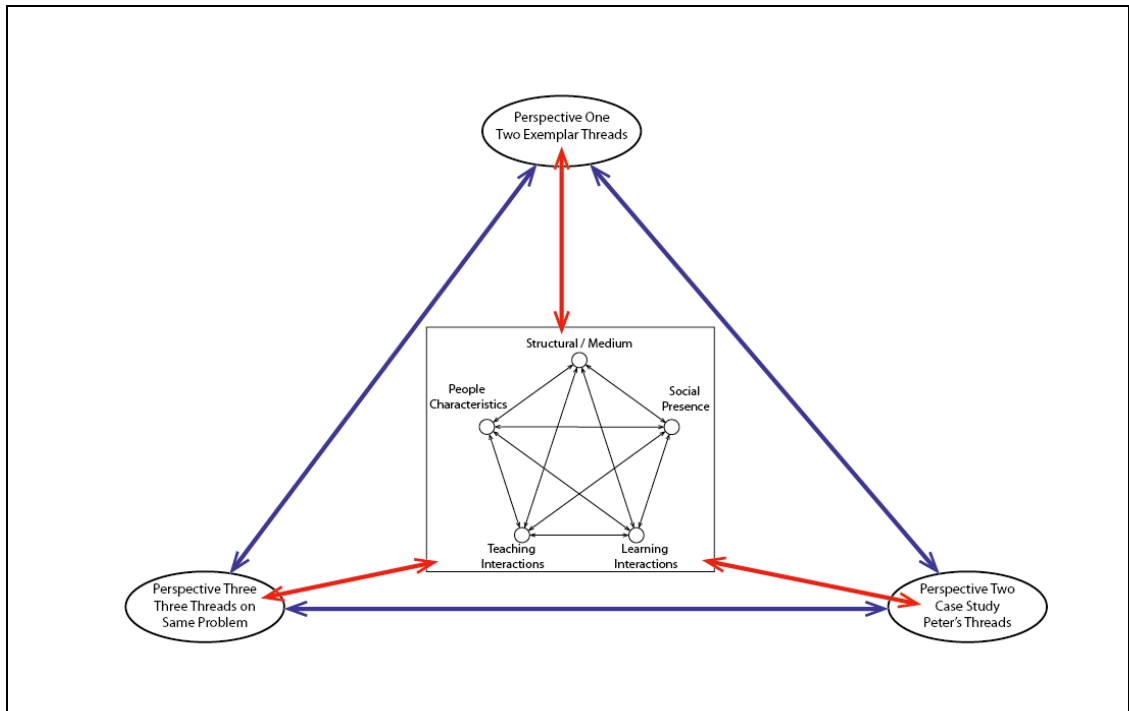 Perspective One
Two Exemplar Threads
Structural / Medium
People
Characteristics
Social
Presence
Teaching
Interactions
Learning
Interactions
Perspective Three
Three Threads on
Same Problem
Perspective Two
Case Study
Peter's Threads